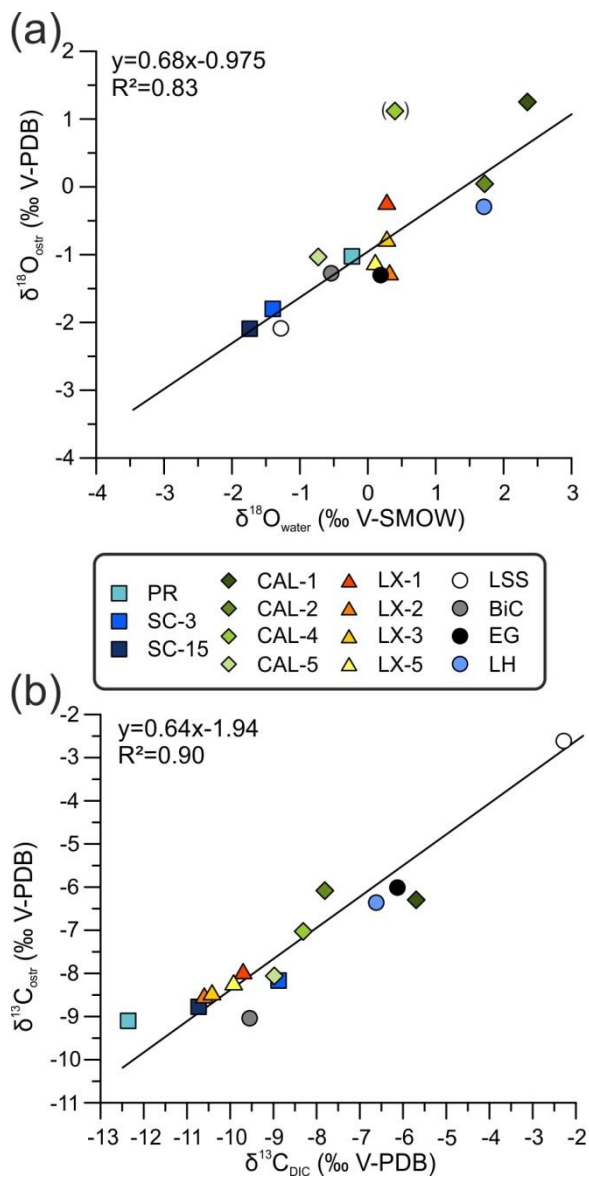 (a)
y=0.68x-0.975
R²=0.83
δ¹⁸Oostr (‰ V-PDB)
2
1
0
-1
-2
-3
-4
( )
-4 -3 -2 -1 0 1 2 3
δ¹⁸Owater (‰ V-SMOW)
PR CAL-1 LX-1 LSS
SC-3 CAL-2 LX-2 BiC
SC-15 CAL-4 LX-3 EG
CAL-5 LX-5 LH
(b)
y=0.64x-1.94
R²=0.90
δ¹³Costr (‰ V-PDB)
-2
-3
-4
-5
-6
-7
-8
-9
-10
-11
-13 -12 -11 -10 -9 -8 -7 -6 -5 -4 -3 -2
δ¹³CDIC (‰ V-PDB)